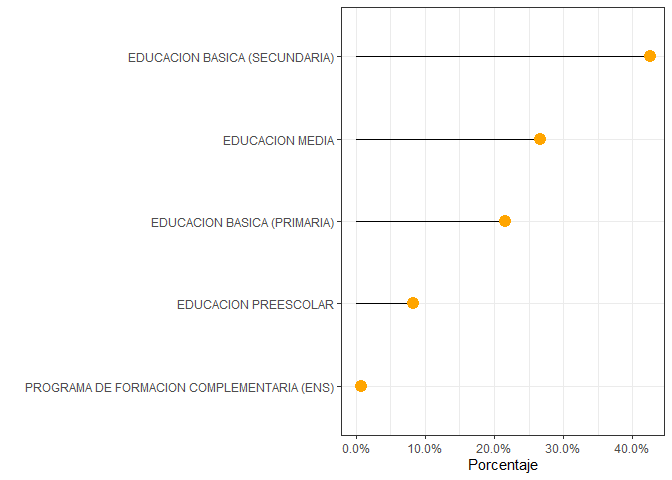 EDUCACION BASICA (SECUNDARIA)
EDUCACION MEDIA
EDUCACION BASICA (PRIMARIA)
EDUCACION PREESCOLAR
PROGRAMA DE FORMACION COMPLEMENTARIA (ENS)
0.0% 10.0% 20.0% 30.0% 40.0%
Porcentaje